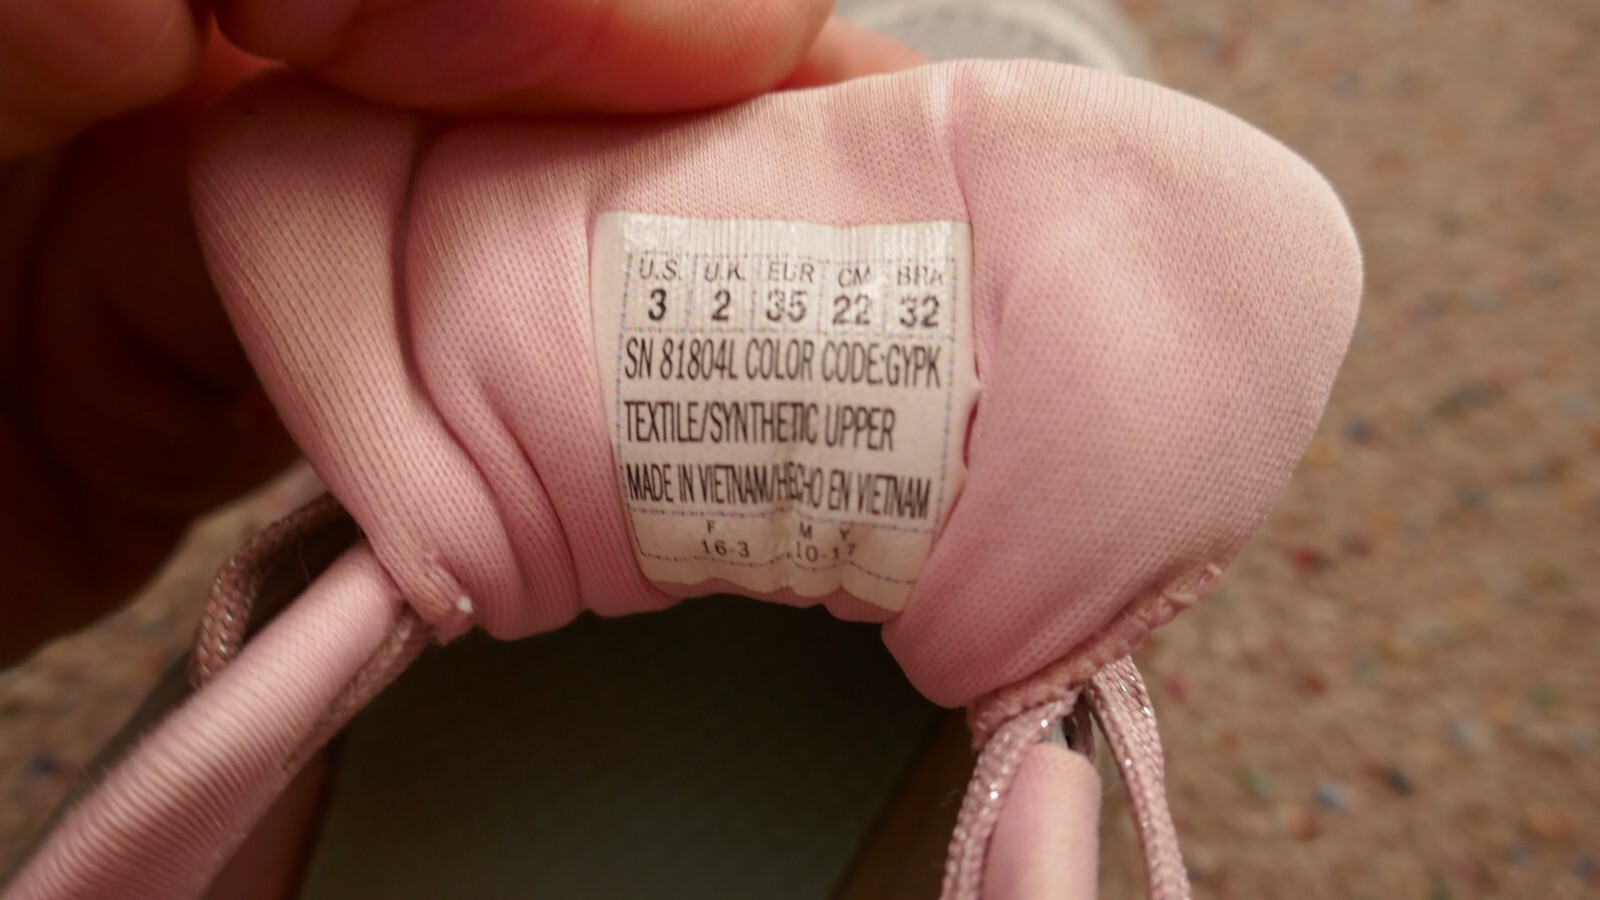 U.S. U.K. EUR CM BRA
3 2 35 22 32
SN 81804L COLOR CODE:GYPK
TEXTILE/SYNTHETIC UPPER
MADE IN VIETNAM/HECHO EN VIETNAM
F M Y
16-3 10-17